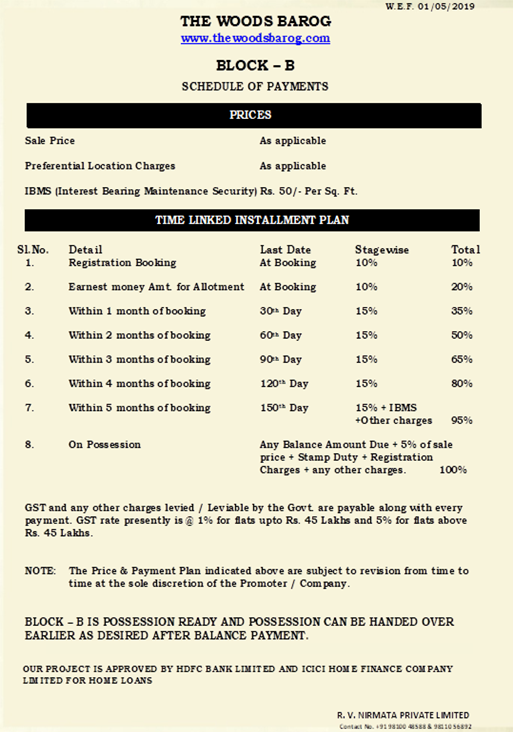 W.E.F. 01/05/2019
THE WOODS BAROG
www.thewoodsbarog.com
BLOCK – B
SCHEDULE OF PAYMENTS
PRICES
Sale Price As applicable
Preferential Location Charges As applicable
IBMS (Interest Bearing Maintenance Security) Rs. 50/- Per Sq. Ft.
TIME LINKED INSTALLMENT PLAN
Sl.No. Detail Last Date Stagewise Total
1. Registration Booking At Booking 10% 10%
2. Earnest money Amt. for Allotment At Booking 10% 20%
3. Within 1 month of booking 30th Day 15% 35%
4. Within 2 months of booking 60th Day 15% 50%
5. Within 3 months of booking 90th Day 15% 65%
6. Within 4 months of booking 120th Day 15% 80%
7. Within 5 months of booking 150th Day 15% + IBMS
+Other charges 95%
8. On Possession Any Balance Amount Due + 5% of sale
price + Stamp Duty + Registration
Charges + any other charges. 100%
GST and any other charges levied / Leviable by the Govt. are payable along with every
payment. GST rate presently is @ 1% for flats upto Rs. 45 Lakhs and 5% for flats above
Rs. 45 Lakhs.
NOTE: The Price & Payment Plan indicated above are subject to revision from time to
time at the sole discretion of the Promoter / Company.
BLOCK – B IS POSSESSION READY AND POSSESSION CAN BE HANDED OVER
EARLIER AS DESIRED AFTER BALANCE PAYMENT.
OUR PROJECT IS APPROVED BY HDFC BANK LIMITED AND ICICI HOME FINANCE COMPANY
LIMITED FOR HOME LOANS
R. V. NIRMATA PRIVATE LIMITED
Contact No. +91 98100 48588 & 98110 56892